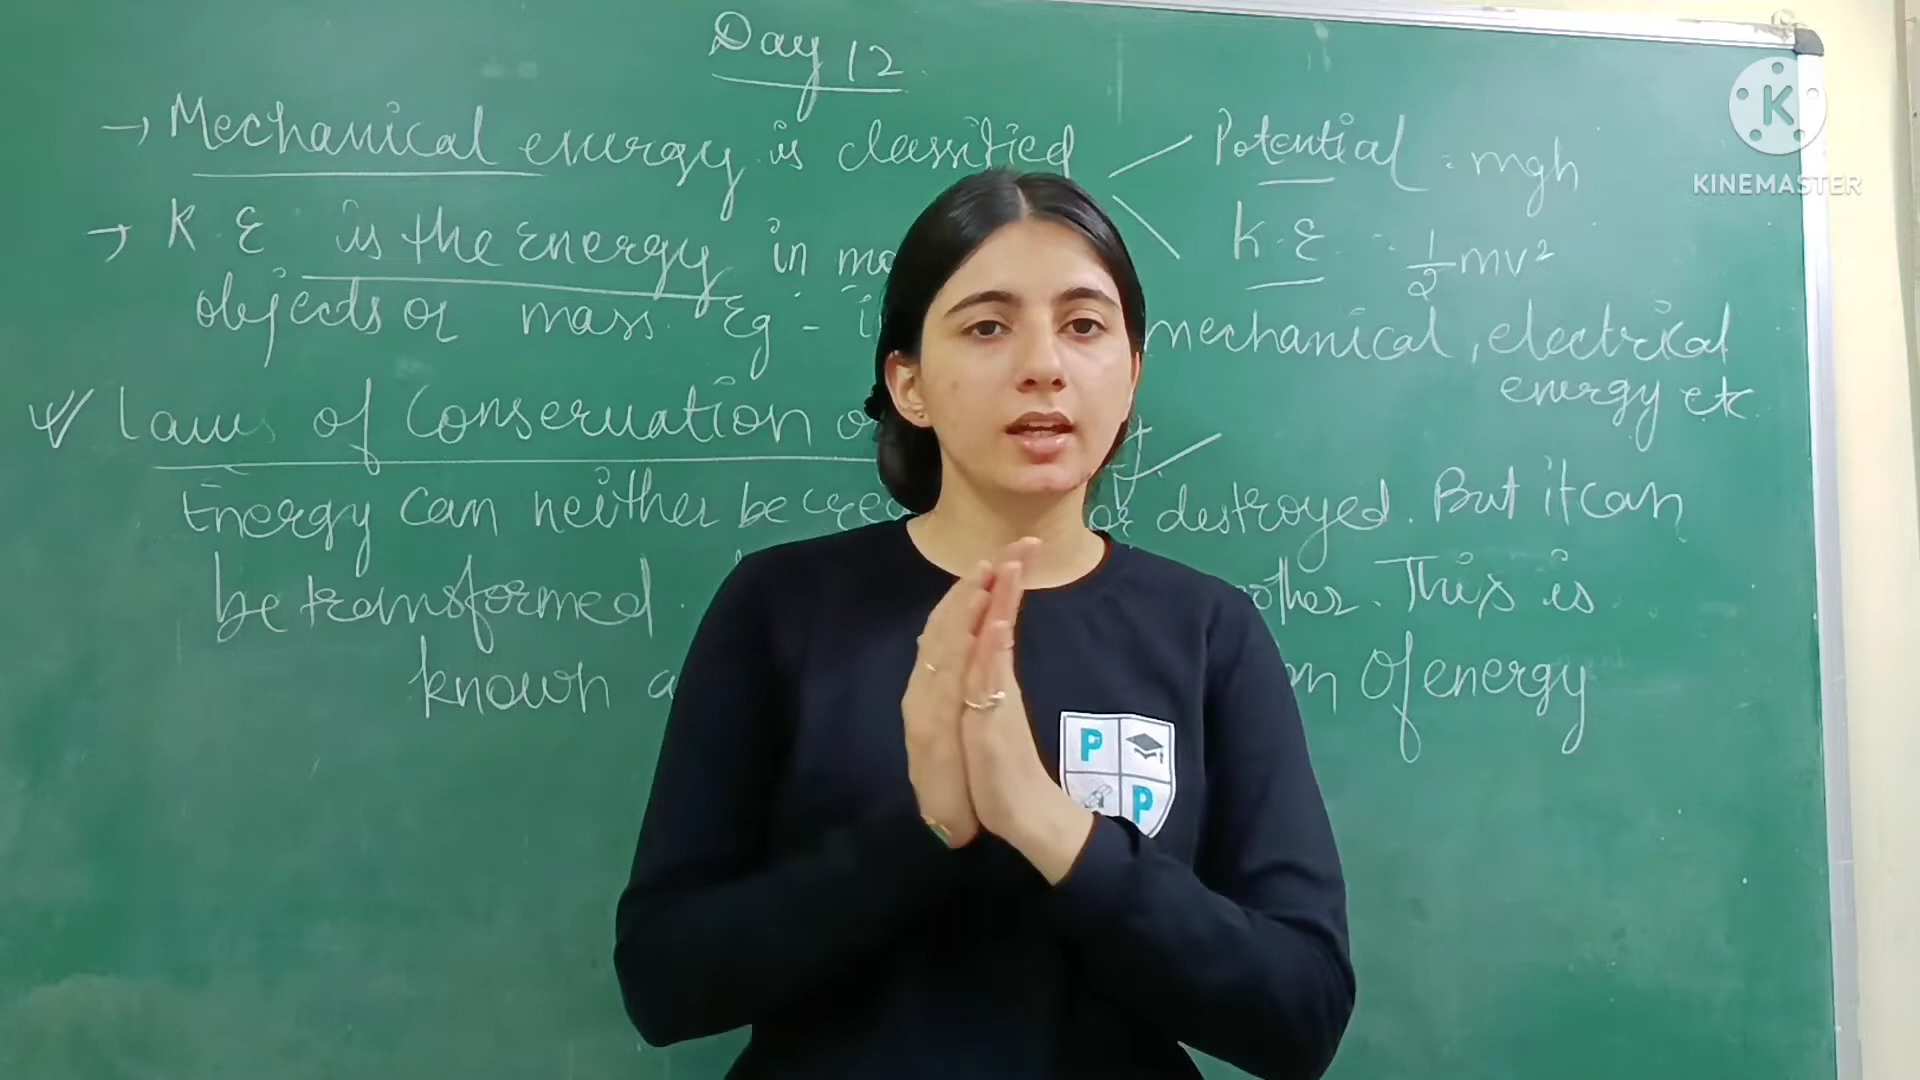 Day 12
→ Mechanical energy is classified Potential = mgh
K.E = 1/2 mv²
→ K.E is the Energy in
objects or mass Eg - mechanical, electrical
energy etc.
Laws of Conservation
Energy can neither be or destroyed. But it can
be transformed. This is
known Of energy
K
KINEMASTER
P
P